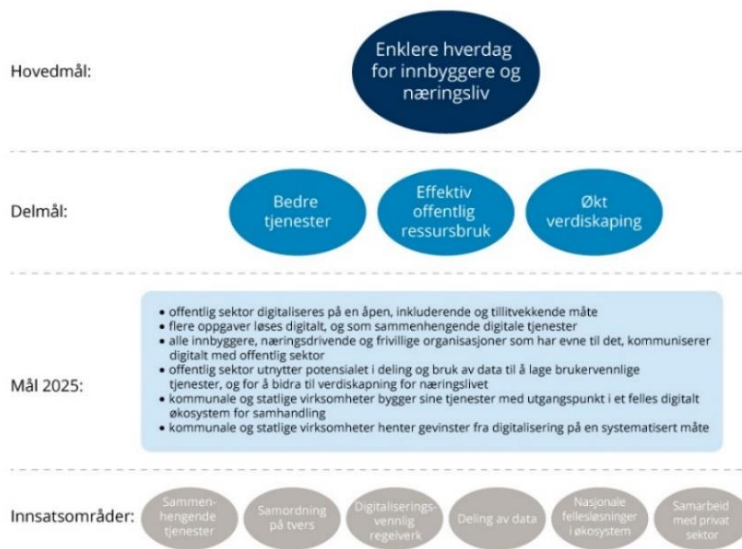 Hovedmål:
Enklere hverdag
for innbyggere og
næringsliv
Delmål:
Bedre
tjenester
Effektiv
offentlig
ressursbruk
Økt
verdiskaping
Mål 2025:
• offentlig sektor digitaliseres på en åpen, inkluderende og tillitvekkende måte
• flere oppgaver løses digitalt, og som sammenhengende digitale tjenester
• alle innbyggere, næringsdrivende og frivillige organisasjoner som har evne til det, kommuniserer
digitalt med offentlig sektor
• offentlig sektor utnytter potensialet i deling og bruk av data til å lage brukervennlige
tjenester, og for å bidra til verdiskapning for næringslivet
• kommunale og statlige virksomheter bygger sine tjenester med utgangspunkt i et felles digitalt
økosystem for samhandling
• kommunale og statlige virksomheter henter gevinster fra digitalisering på en systematisert måte
Innsatsområder:
Sammen-
hengende
tjenester
Samordning
på tvers
Digitaliserings-
vennlig
regelverk
Deling av data
Nasjonale
fellesløsninger
i økosystem
Samarbeid
med privat
sektor